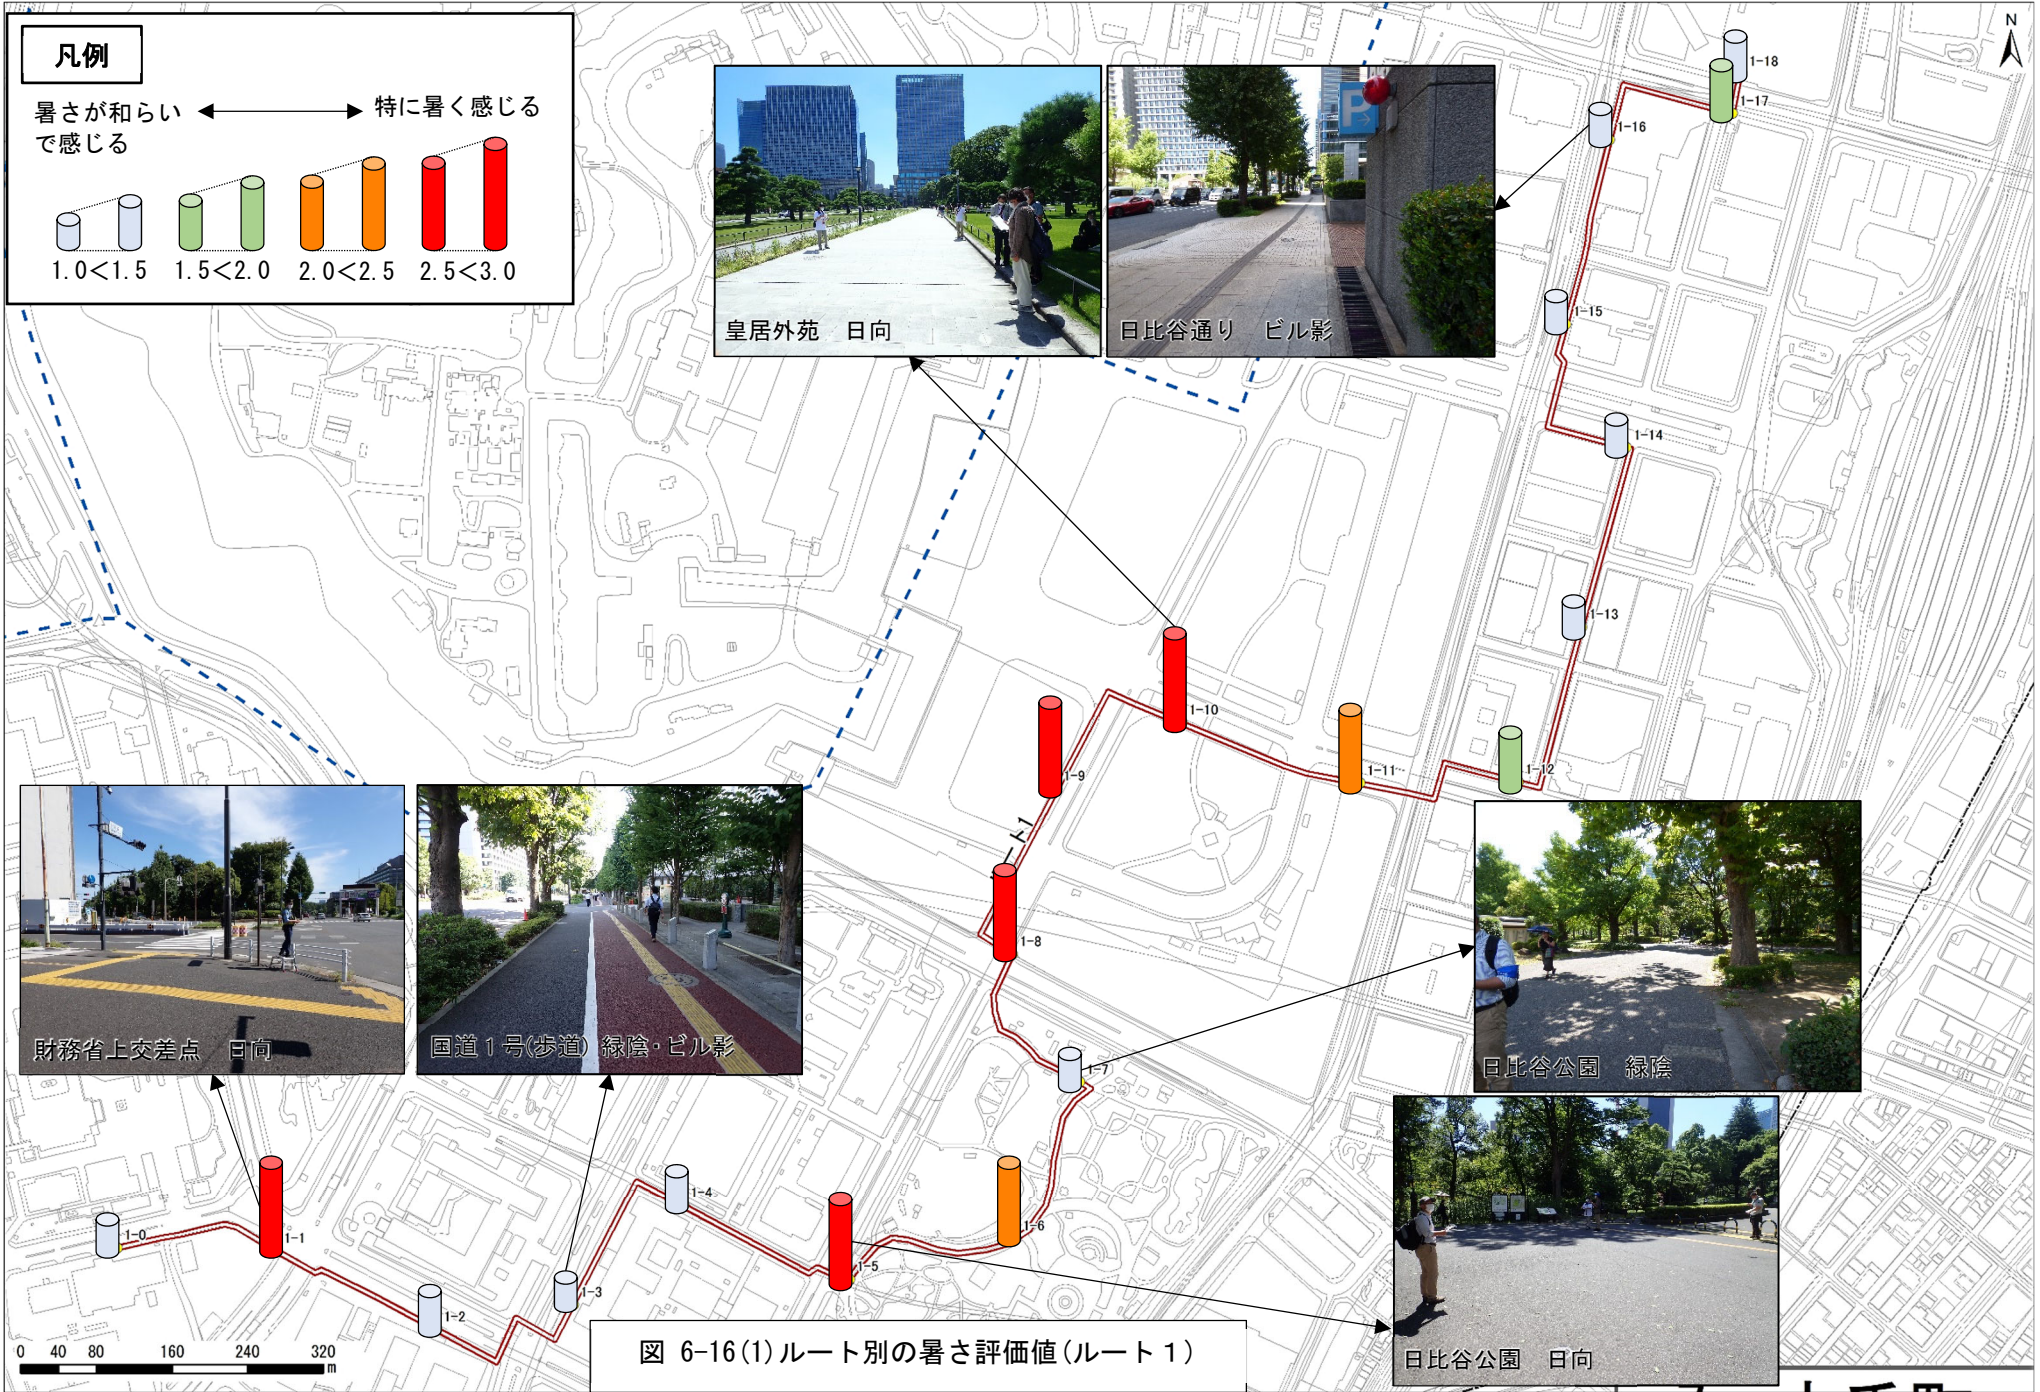 凡例
暑さが和らい
で感じる
特に暑く感じる
1.0<1.5
1.5<2.0
2.0<2.5
2.5<3.0
N
皇居外苑 日向
日比谷通り ビル影
P
1-18
1-17
1-16
1-15
1-14
1-13
1-12
1-11
1-10
1-9
ート1
1-8
1-7
財務省上交差点 日向
国道1号(歩道) 緑陰・ビル影
日比谷公園 緑陰
日比谷公園 日向
1-0
1-1
1-2
1-3
1-4
1-5
1-6
0 40 80 160 240 320
m
図 6-16(1)ルート別の暑さ評価値(ルート1)